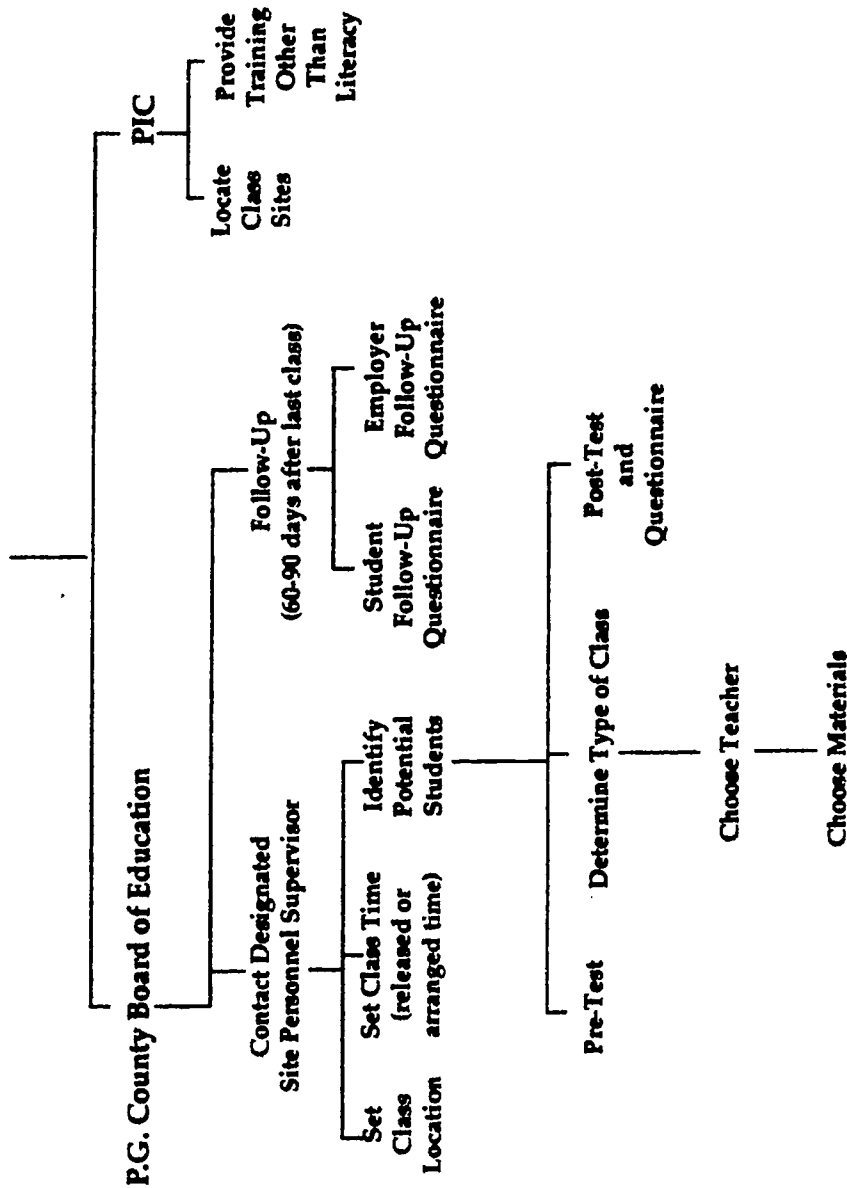 P.G. County Board of Education
PIC
Contact Designated
Site Personnel Supervisor
Follow-Up
(60-90 days after last class)
Locate
Class
Sites
Provide
Training
Other
Than
Literacy
Set
Class
Location
Set Class Time
(released or
arranged time)
Identify
Potential
Students
Student
Follow-Up
Questionnaire
Employer
Follow-Up
Questionnaire
Pre-Test
Determine Type of Class
Post-Test
and
Questionnaire
Choose Teacher
Choose Materials